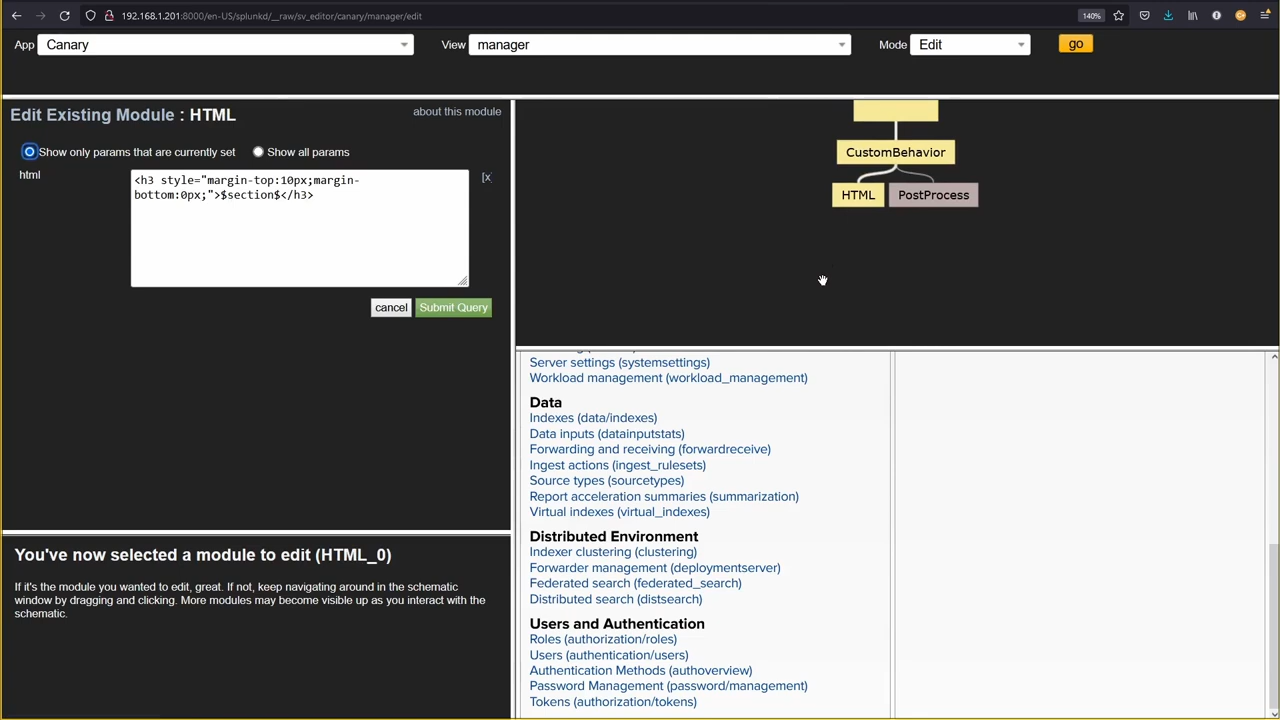 192.168.1.201:8000/en-US/splunkd/__raw/sv_editor/canary/manager/edit
140%
App
Canary
View
manager
Mode
Edit
go
Edit Existing Module : HTML
about this module
Show only params that are currently set
Show all params
html
<h3 style="margin-top:10px;margin-
bottom:0px;">$section$</h3>
[x]
cancel
Submit Query
You've now selected a module to edit (HTML_0)
If it's the module you wanted to edit, great. If not, keep navigating around in the schematic
window by dragging and clicking. More modules may become visible up as you interact with the
schematic.
CustomBehavior
HTML
PostProcess
Server settings (systemsettings)
Workload management (workload_management)
Data
Indexes (data/indexes)
Data inputs (datainputstats)
Forwarding and receiving (forwardreceive)
Ingest actions (ingest_rulesets)
Source types (sourcetypes)
Report acceleration summaries (summarization)
Virtual indexes (virtual_indexes)
Distributed Environment
Indexer clustering (clustering)
Forwarder management (deploymentserver)
Federated search (federated_search)
Distributed search (distsearch)
Users and Authentication
Roles (authorization/roles)
Users (authentication/users)
Authentication Methods (authoverview)
Password Management (password/management)
Tokens (authorization/tokens)